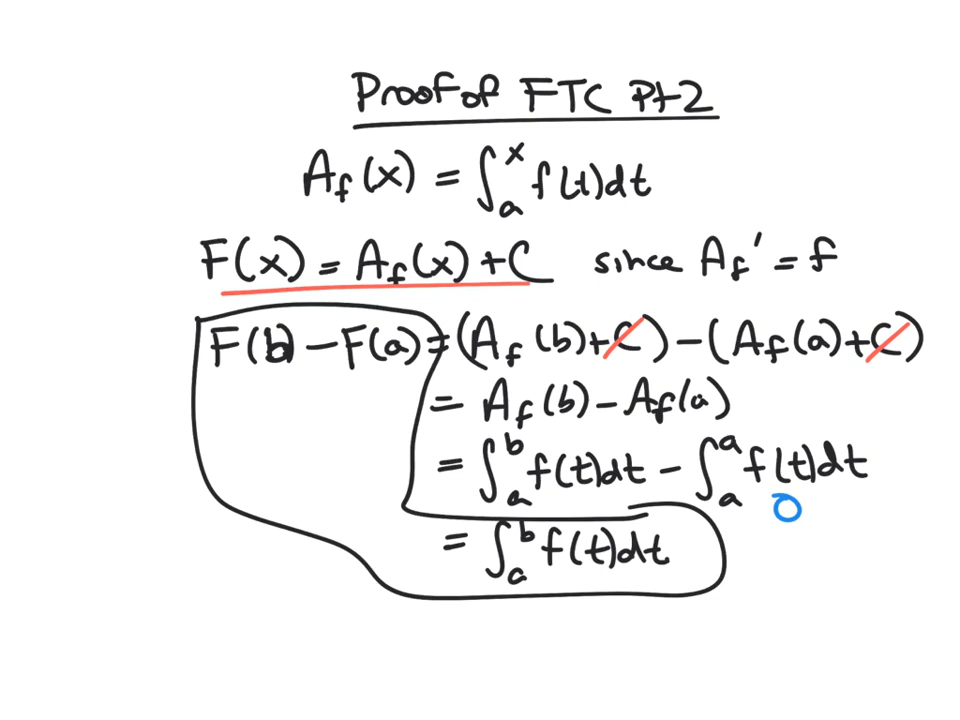 Proof of FTC Pt 2
A_f(x) = ∫_a^x f(t)dt
F(x) = A_f(x) + C since A_f' = f
F(b) - F(a) = (A_f(b) + C) - (A_f(a) + C)
= A_f(b) - A_f(a)
= ∫_a^b f(t)dt - ∫_a^a f(t)dt
0
= ∫_a^b f(t)dt